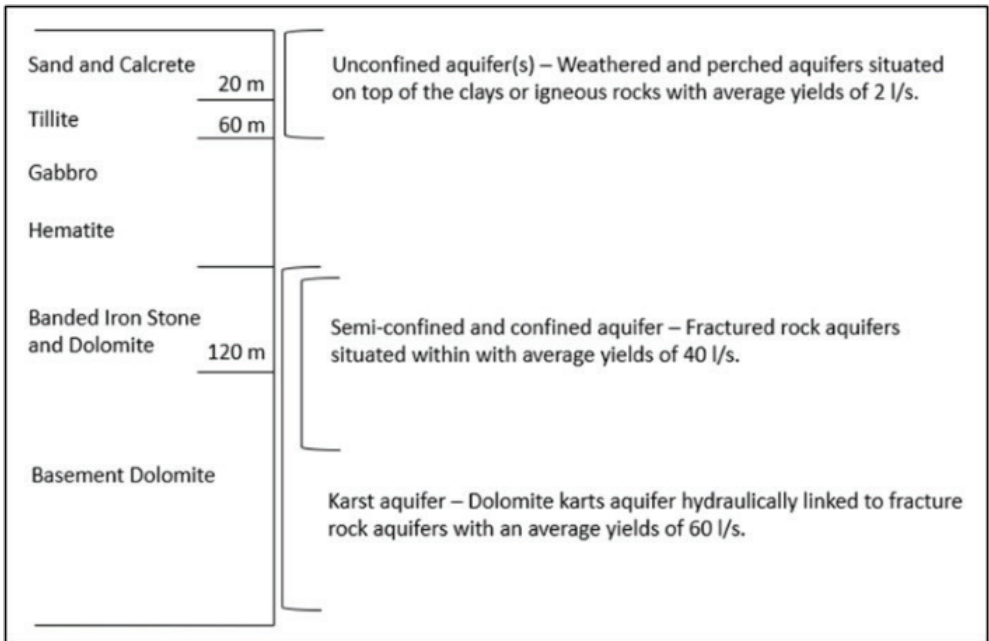 Sand and Calcrete
20 m
Tillite
60 m
Gabbro
Hematite
Banded Iron Stone
and Dolomite
120 m
Basement Dolomite
Unconfined aquifer(s) – Weathered and perched aquifers situated
on top of the clays or igneous rocks with average yields of 2 l/s.
Semi-confined and confined aquifer – Fractured rock aquifers
situated within with average yields of 40 l/s.
Karst aquifer – Dolomite karts aquifer hydraulically linked to fracture
rock aquifers with an average yields of 60 l/s.